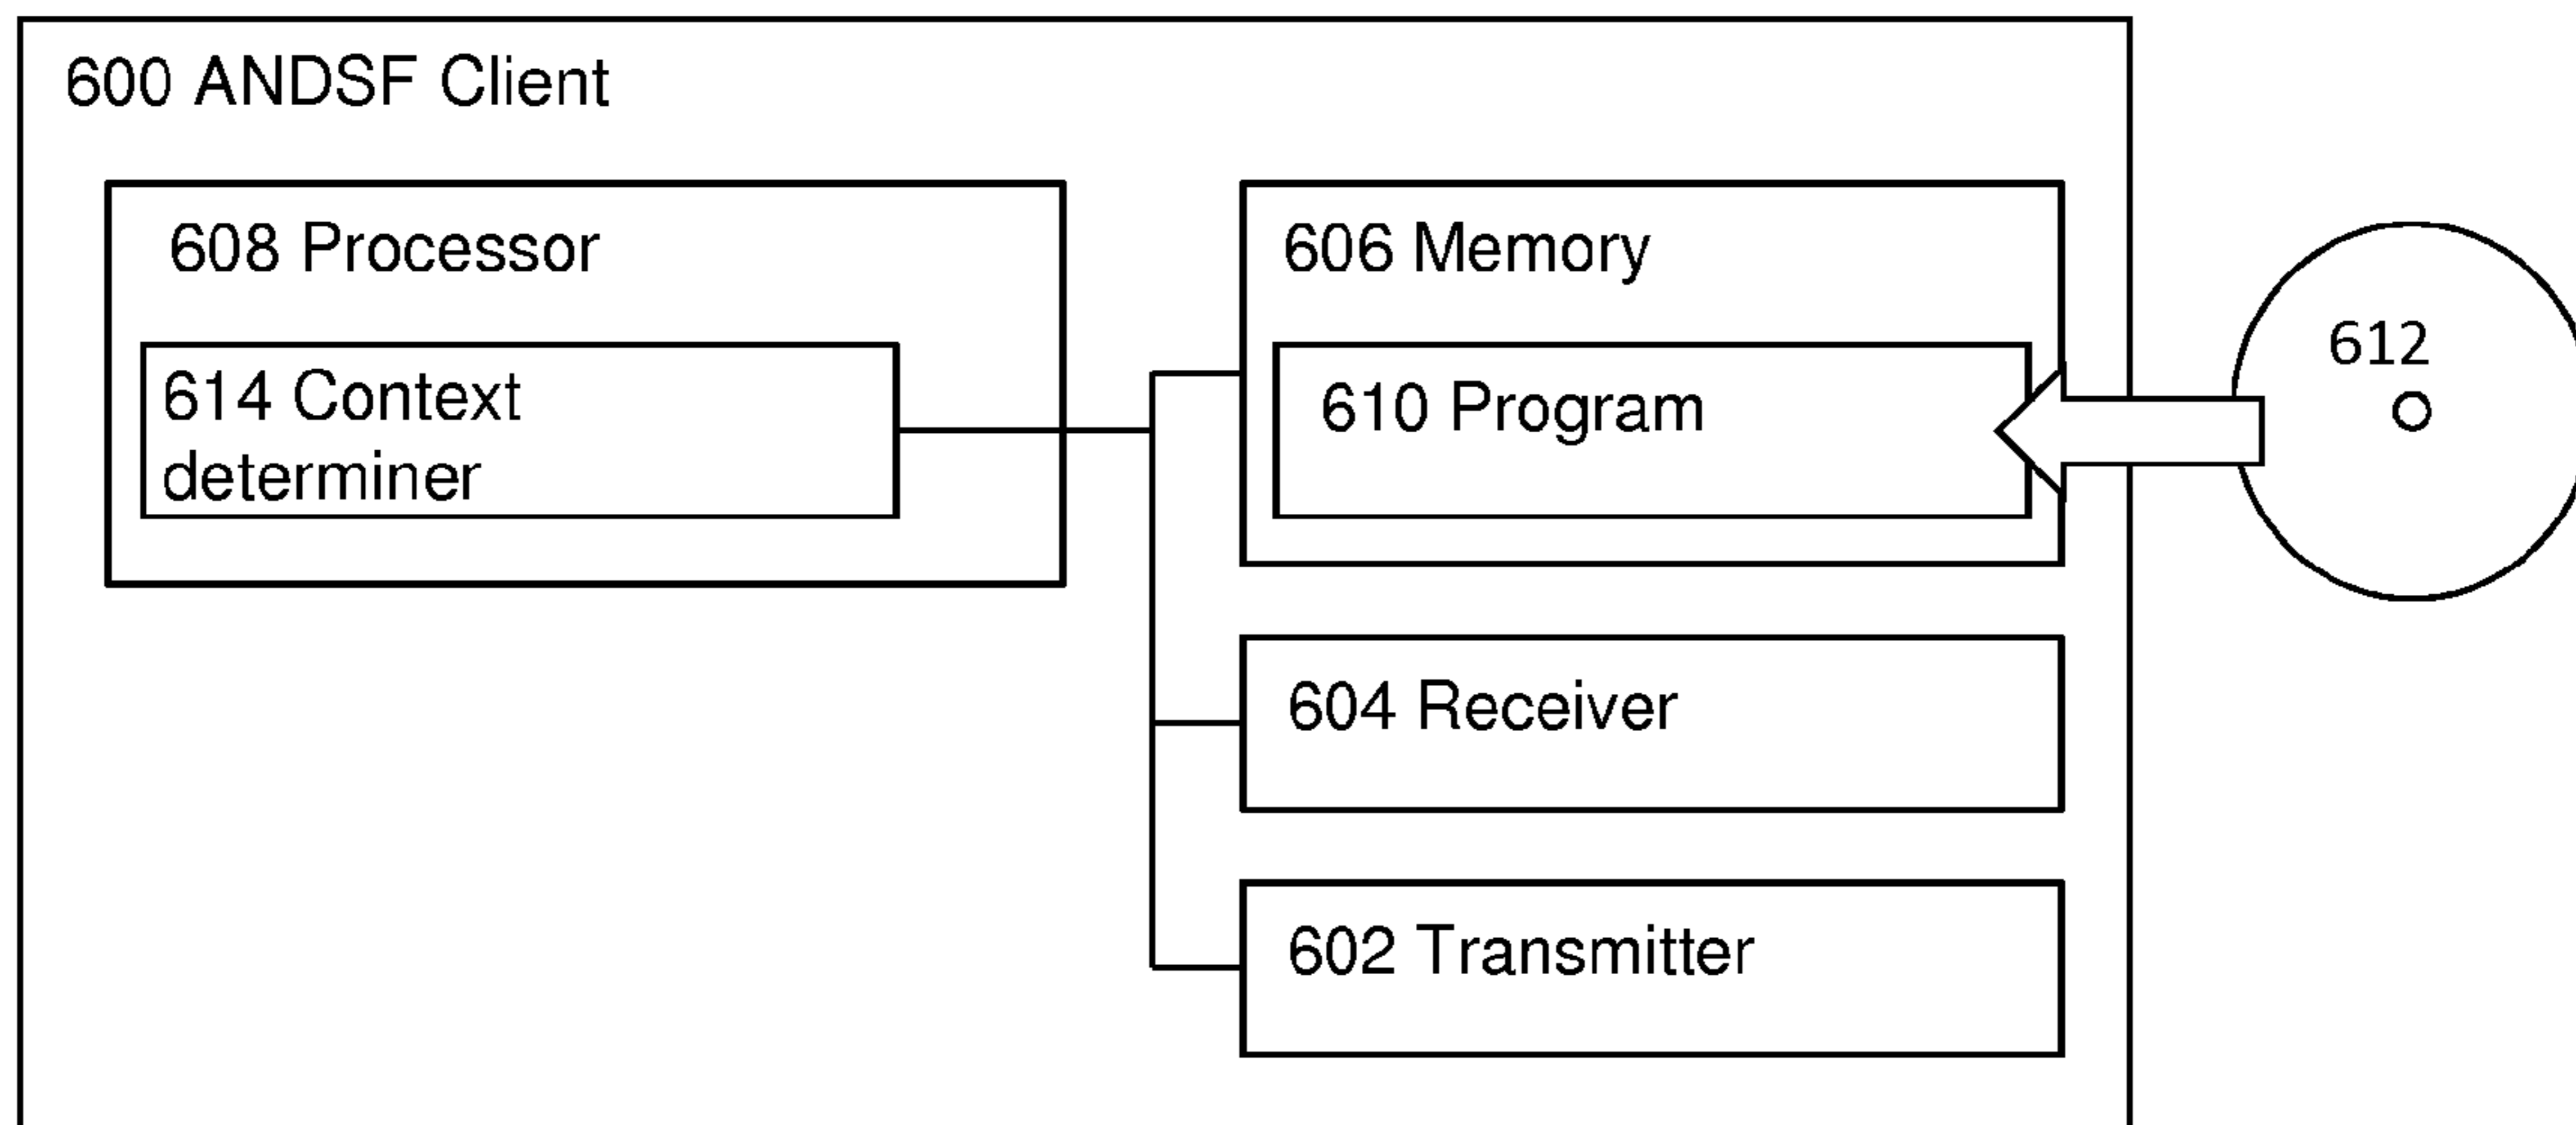 600 ANDSF Client
608 Processor
614 Context
determiner
606 Memory
610 Program
612
604 Receiver
602 Transmitter